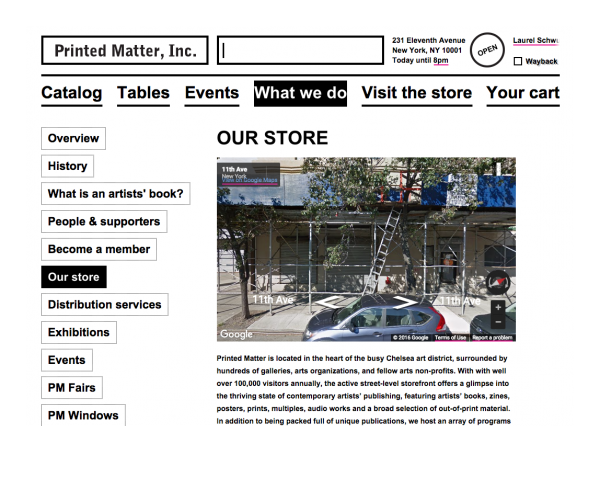 Printed Matter, Inc.
231 Eleventh Avenue
New York, NY 10001
Today until 8pm
OPEN
Laurel Schwu
Wayback
Catalog Tables Events What we do Visit the store Your cart
Overview
History
What is an artists' book?
People & supporters
Become a member
Our store
Distribution services
Exhibitions
Events
PM Fairs
PM Windows
OUR STORE
11th Ave
New York
View on Google Maps
11th Ave
11th Ave
Google
© 2016 Google Terms of Use Report a problem
Printed Matter is located in the heart of the busy Chelsea art district, surrounded by
hundreds of galleries, arts organizations, and fellow arts non-profits. With with well
over 100,000 visitors annually, the active street-level storefront offers a glimpse into
the thriving state of contemporary artists' publishing, featuring artists' books, zines,
posters, prints, multiples, audio works and a broad selection of out-of-print material.
In addition to being packed full of unique publications, we host an array of programs